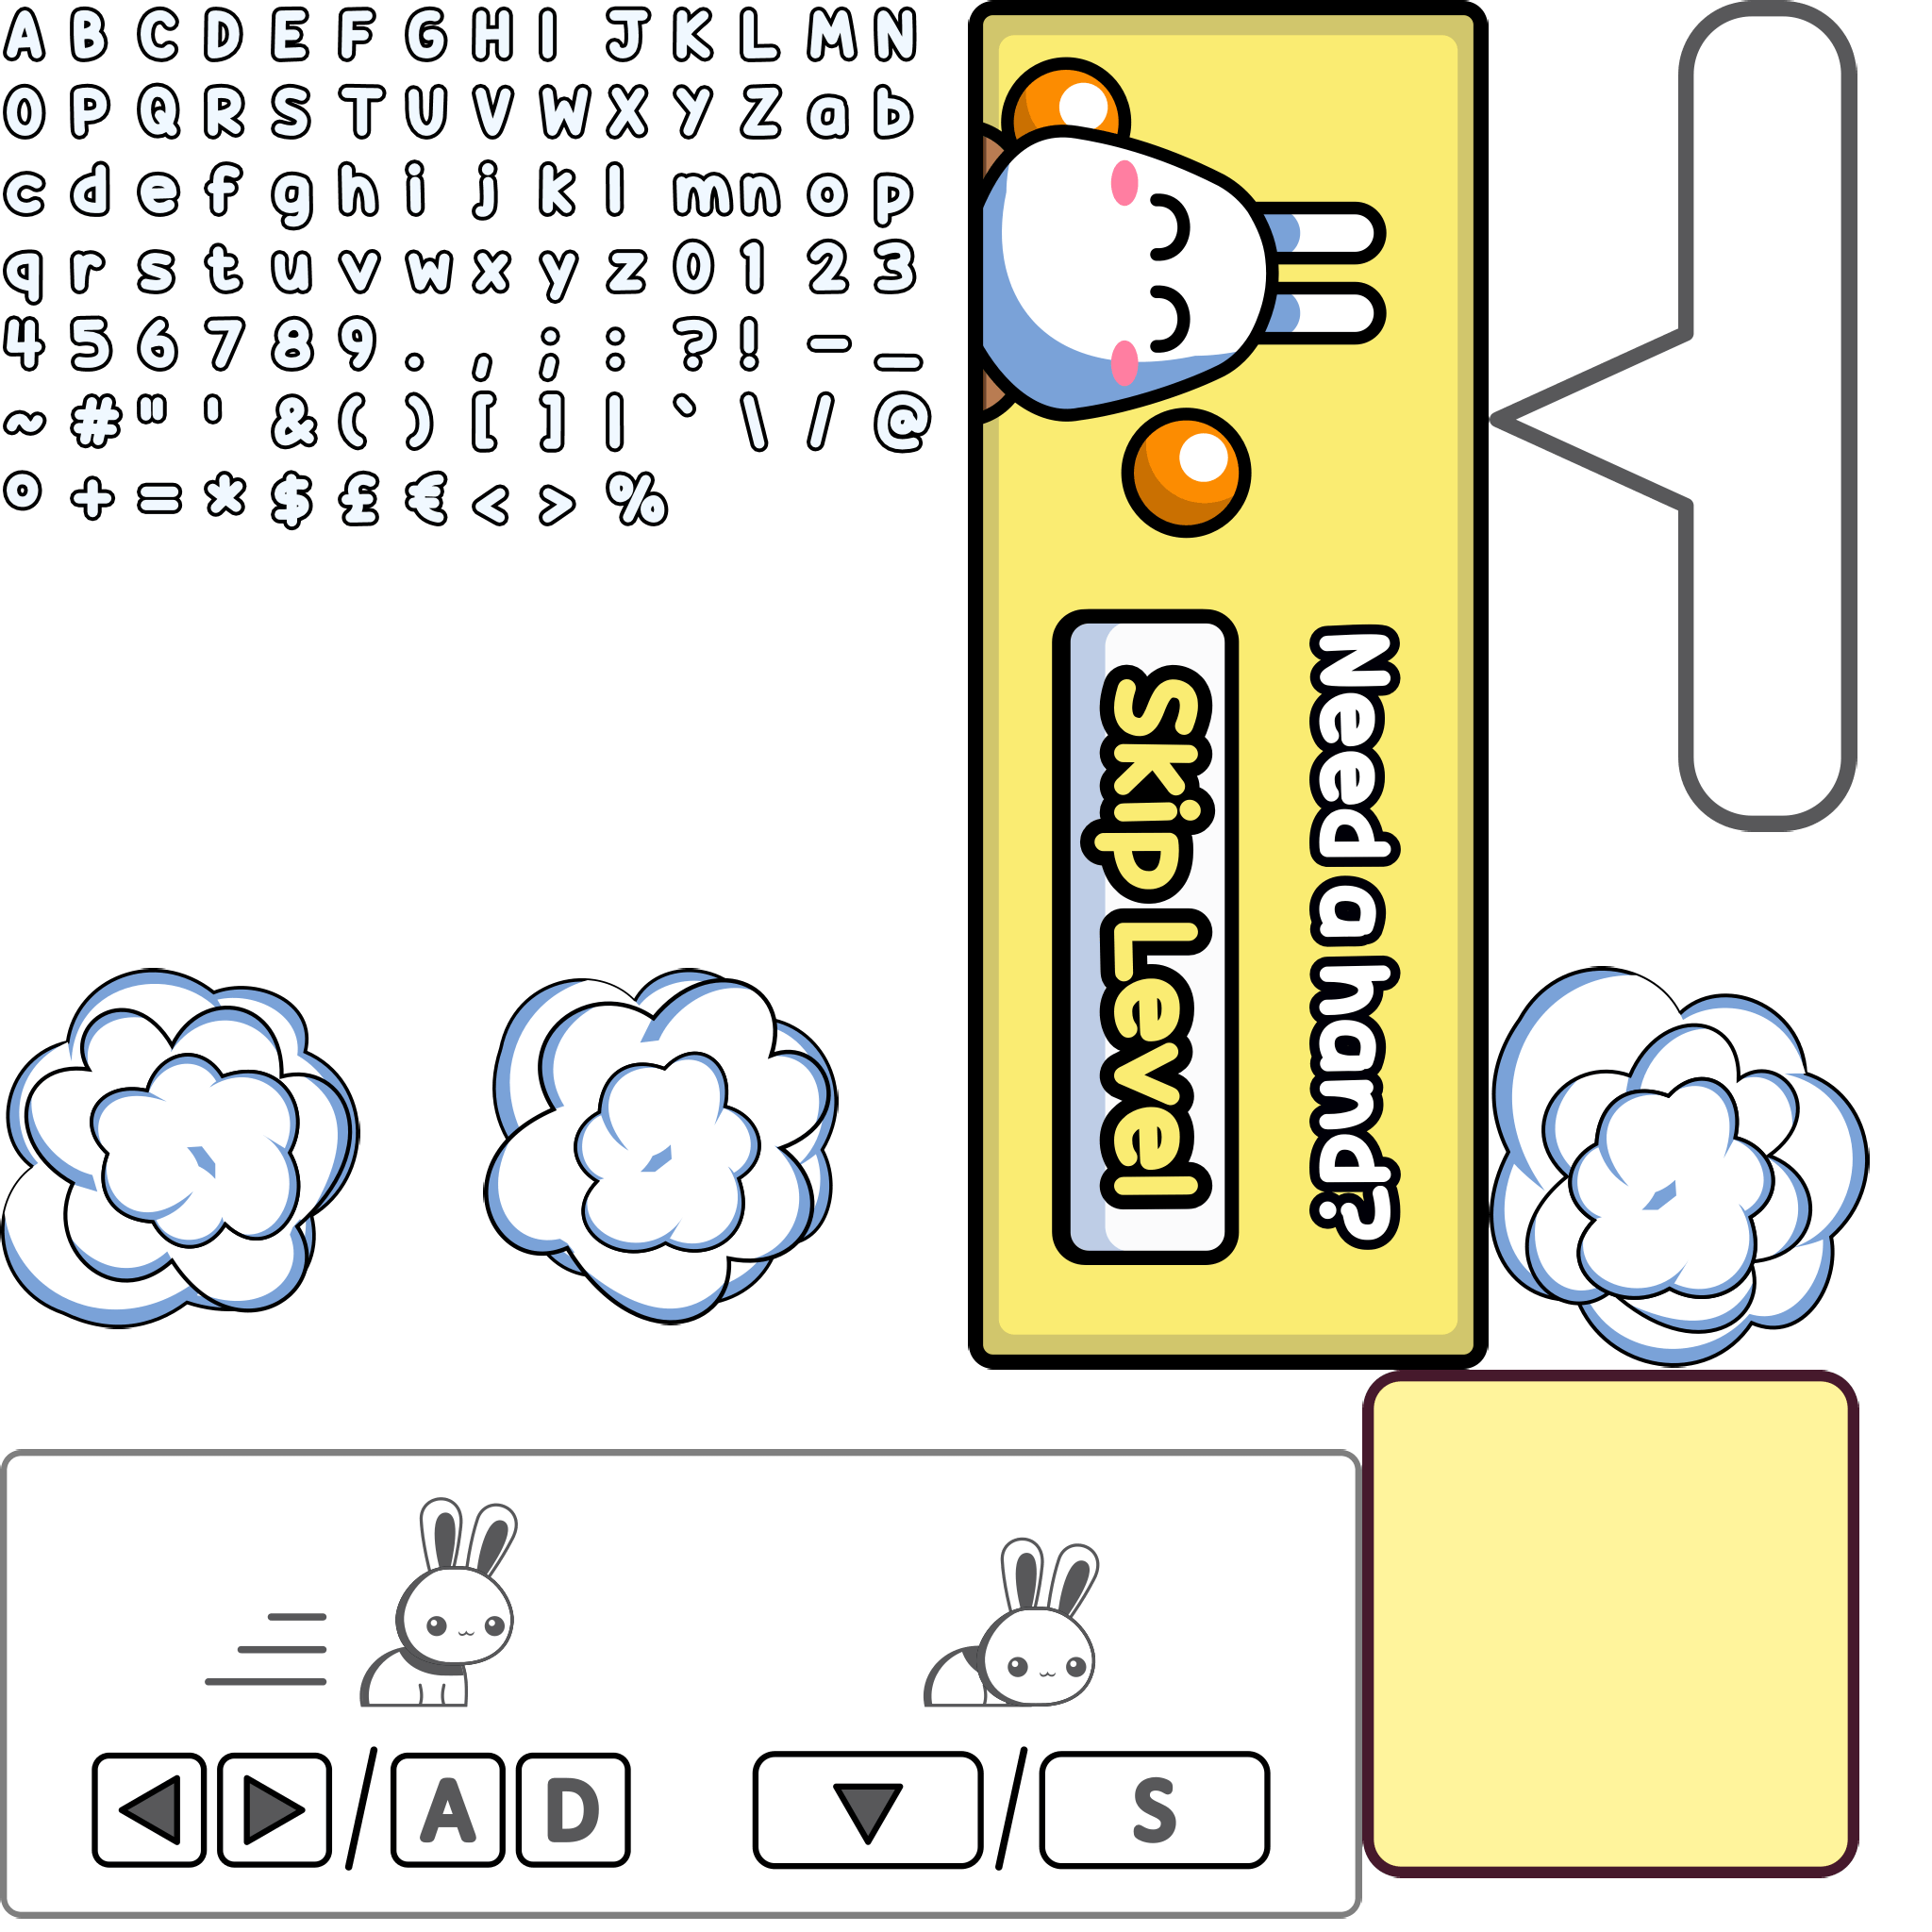 A B C D E F G H I J K L M N
O P Q R S T U V W X Y Z a b
c d e f g h i j k l m n o p
q r s t u v w x y z 0 1 2 3
4 5 6 7 8 9 . , ; : ? ! - _
~ # " ' & ( ) [ ] | ` \ / @
° + = * $ £ € < > %
Need a hand?
Skip Level
◀ ▶ / A D
▼ / S